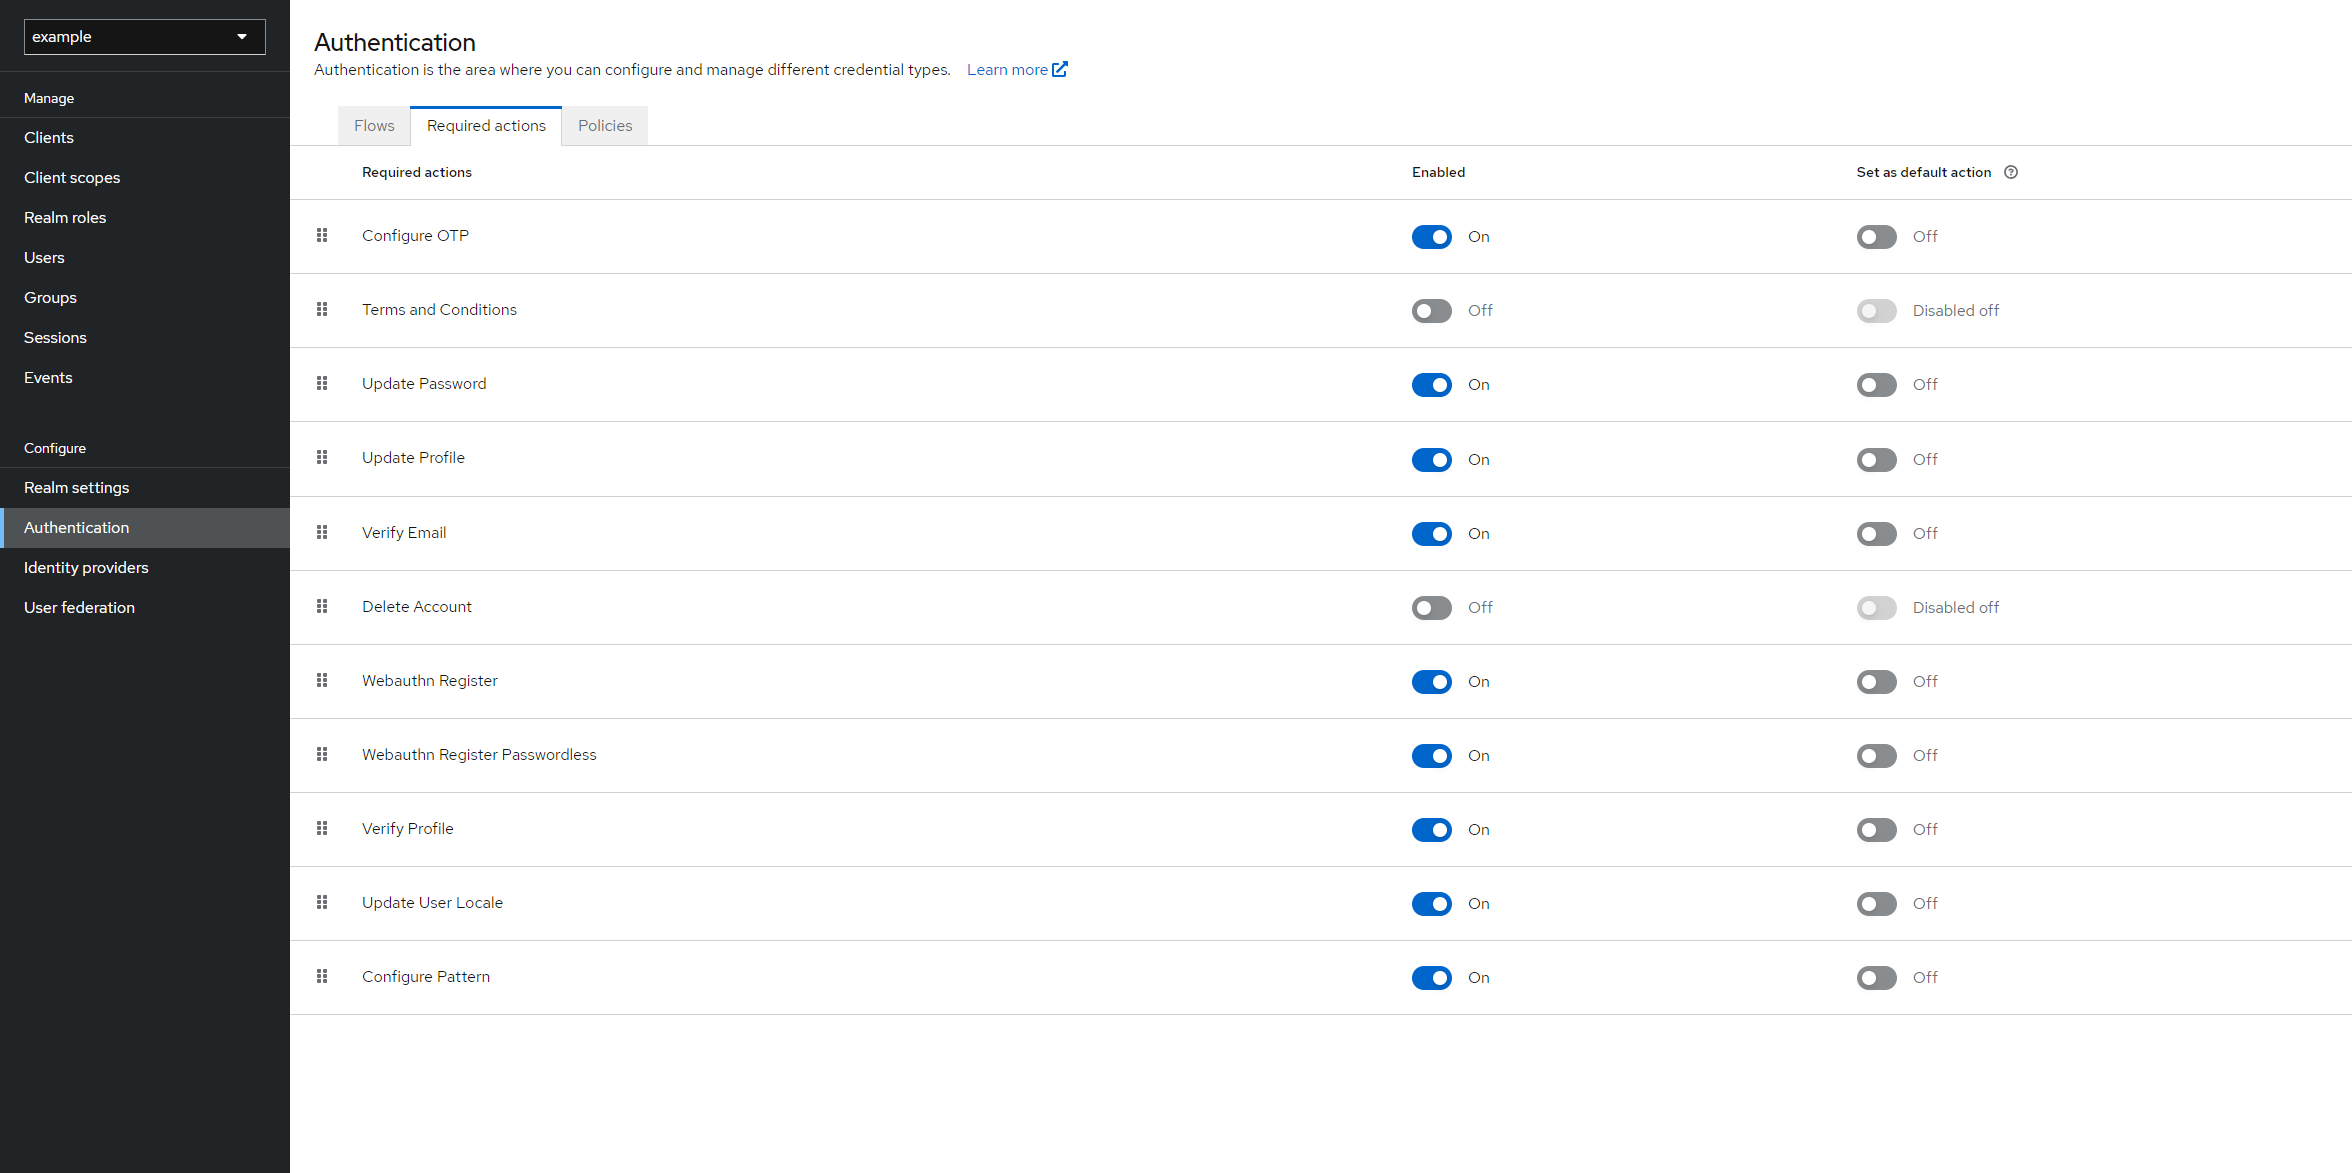 example
Manage
Clients
Client scopes
Realm roles
Users
Groups
Sessions
Events
Configure
Realm settings
Authentication
Identity providers
User federation
Authentication
Authentication is the area where you can configure and manage different credential types. Learn more
Flows Required actions Policies
Required actions Enabled Set as default action
Configure OTP On Off
Terms and Conditions Off Disabled off
Update Password On Off
Update Profile On Off
Verify Email On Off
Delete Account Off Disabled off
Webauthn Register On Off
Webauthn Register Passwordless On Off
Verify Profile On Off
Update User Locale On Off
Configure Pattern On Off